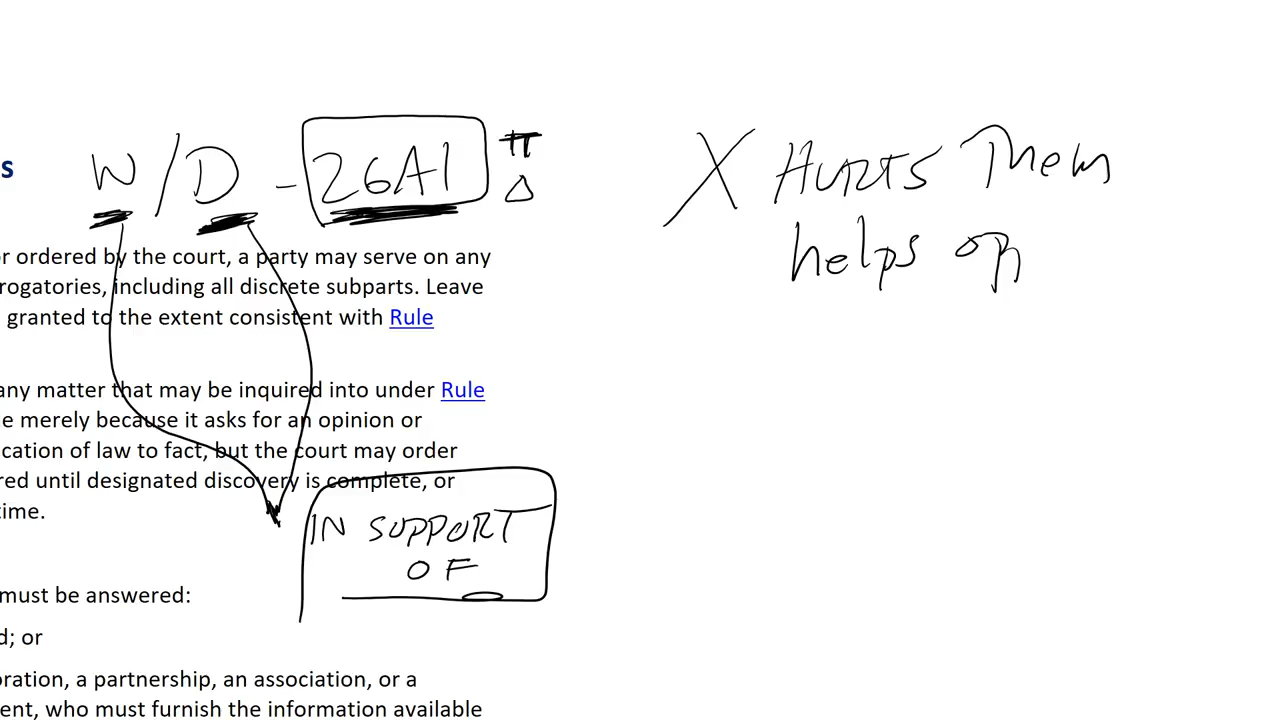 s
W/D - 26A1 π
Δ
X HURTS Them
helps op
or ordered by the court, a party may serve on any
rogatories, including all discrete subparts. Leave
granted to the extent consistent with Rule
any matter that may be inquired into under Rule
e merely because it asks for an opinion or
cation of law to fact, but the court may order
red until designated discovery is complete, or
time.
IN SUPPORT
OF
must be answered:
d; or
oration, a partnership, an association, or a
ent, who must furnish the information available